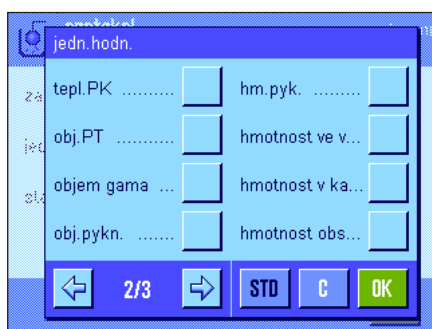 protokol
jedn.hodn.
tepl.PK ..........
hm.pyk. .........
obj.PT ...........
hmotnost ve v...
objem gama ...
hmotnost v ka...
obj.pykn. .......
hmotnost obs...
2/3
STD
C
OK